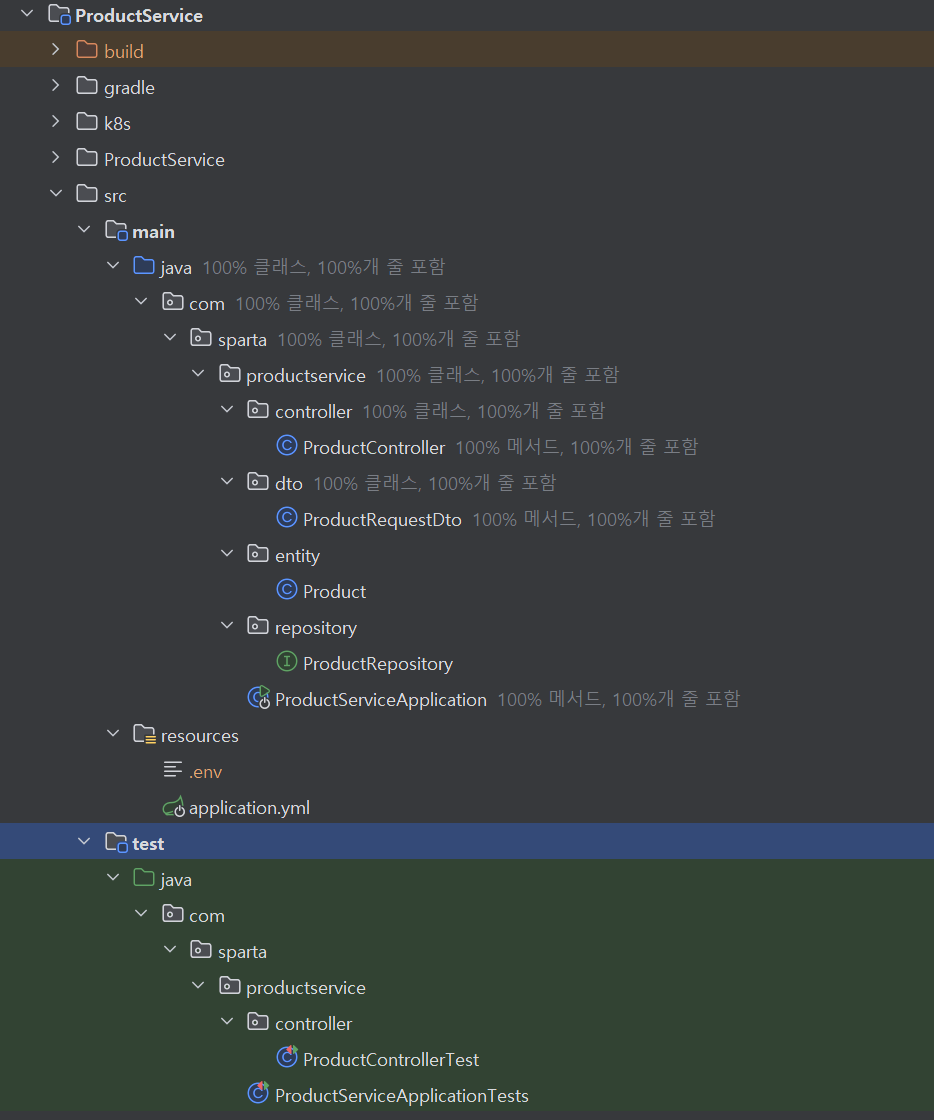 ProductService
build
gradle
k8s
ProductService
src
main
java 100% 클래스, 100%개 줄 포함
com 100% 클래스, 100%개 줄 포함
sparta 100% 클래스, 100%개 줄 포함
productservice 100% 클래스, 100%개 줄 포함
controller 100% 클래스, 100%개 줄 포함
ProductController 100% 메서드, 100%개 줄 포함
dto 100% 클래스, 100%개 줄 포함
ProductRequestDto 100% 메서드, 100%개 줄 포함
entity
Product
repository
ProductRepository
ProductServiceApplication 100% 메서드, 100%개 줄 포함
resources
.env
application.yml
test
java
com
sparta
productservice
controller
ProductControllerTest
ProductServiceApplicationTests